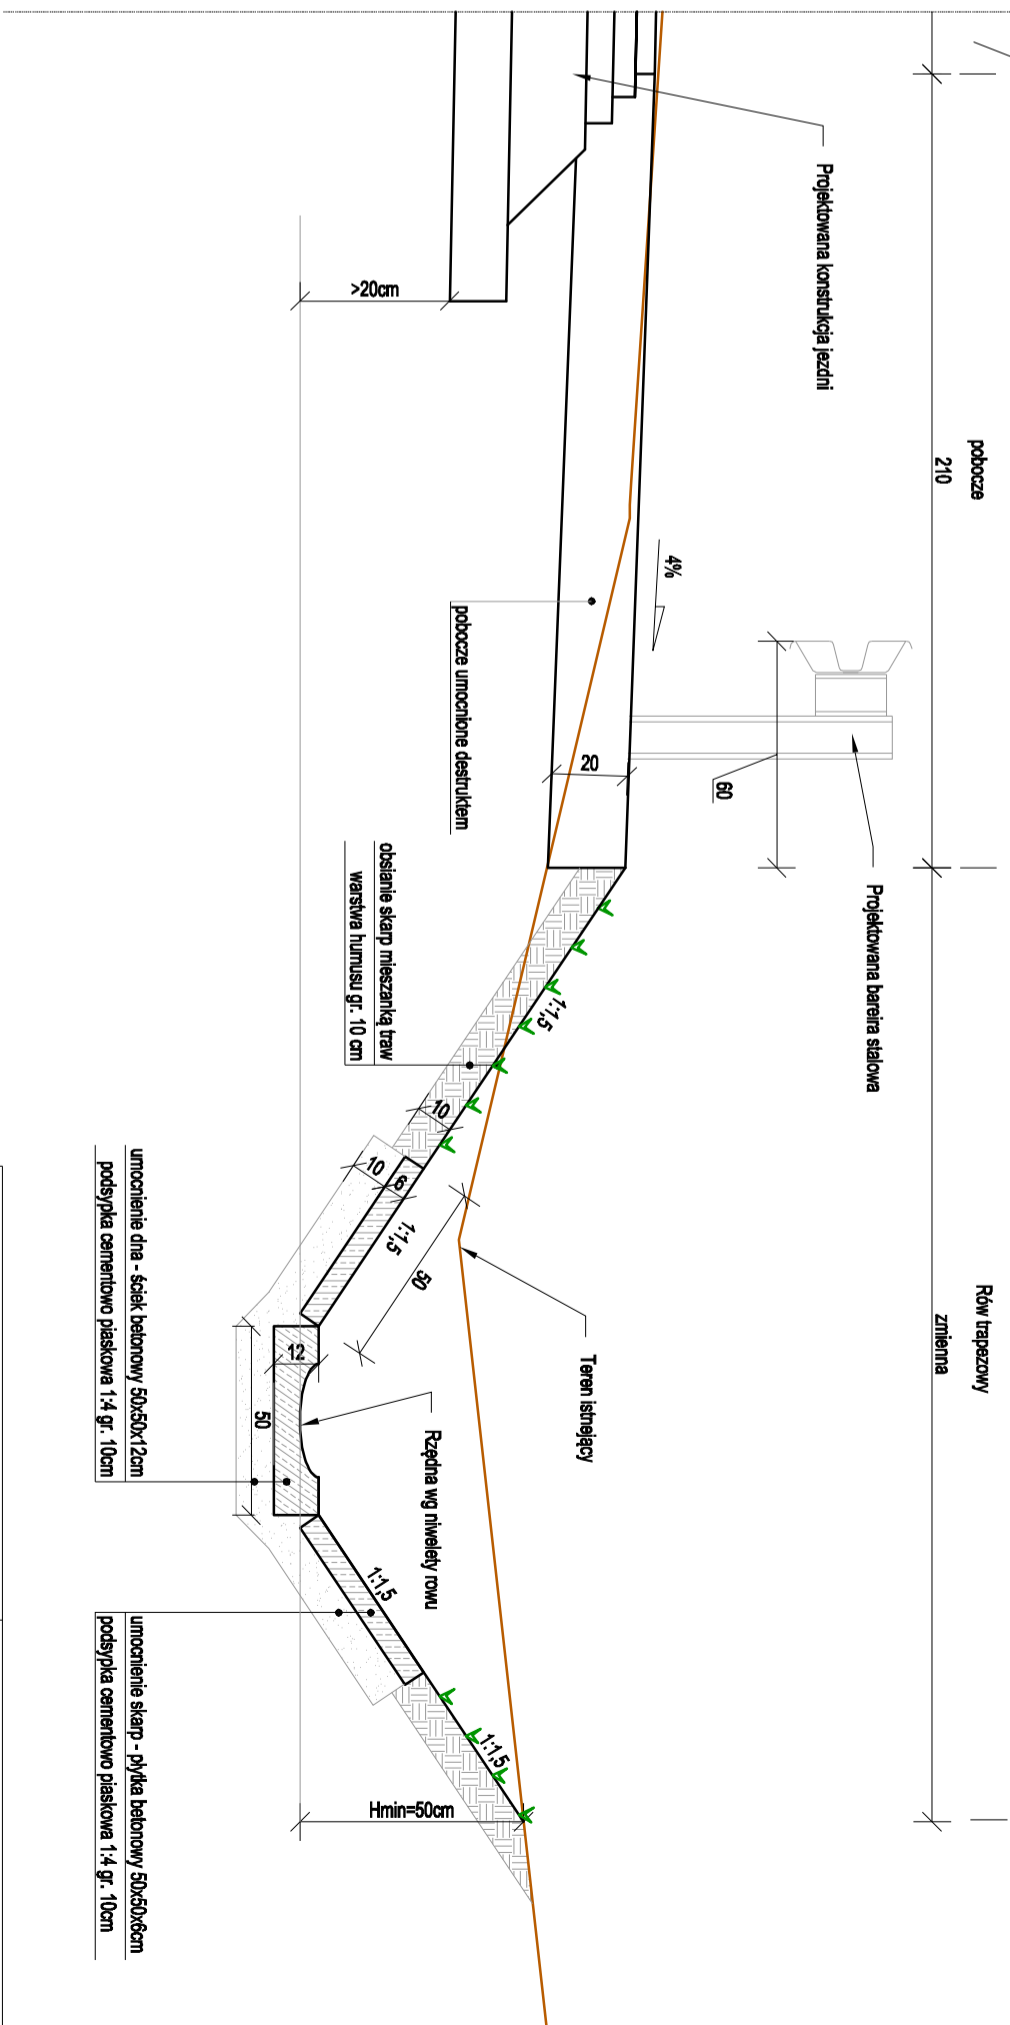 pobocze
210
Rów trapezowy
zmienna
Projektowana konstrukcja jezdni
Projektowana bareira stalowa
4%
60
20
>20cm
pobocze umocnione destruktem
obsianie skarp mieszanką traw
warstwa humusu gr. 10 cm
1:1,5
10
10
6
1:1,5
50
Teren istniejący
Rzędna wg niwelety rowu
12
50
1:1,5
1:1,5
Hmin=50cm
umocnienie dna - ściek betonowy 50x50x12cm
podsypka cementowo piaskowa 1:4 gr. 10cm
umocnienie skarp - płytka betonowy 50x50x6cm
podsypka cementowo piaskowa 1:4 gr. 10cm